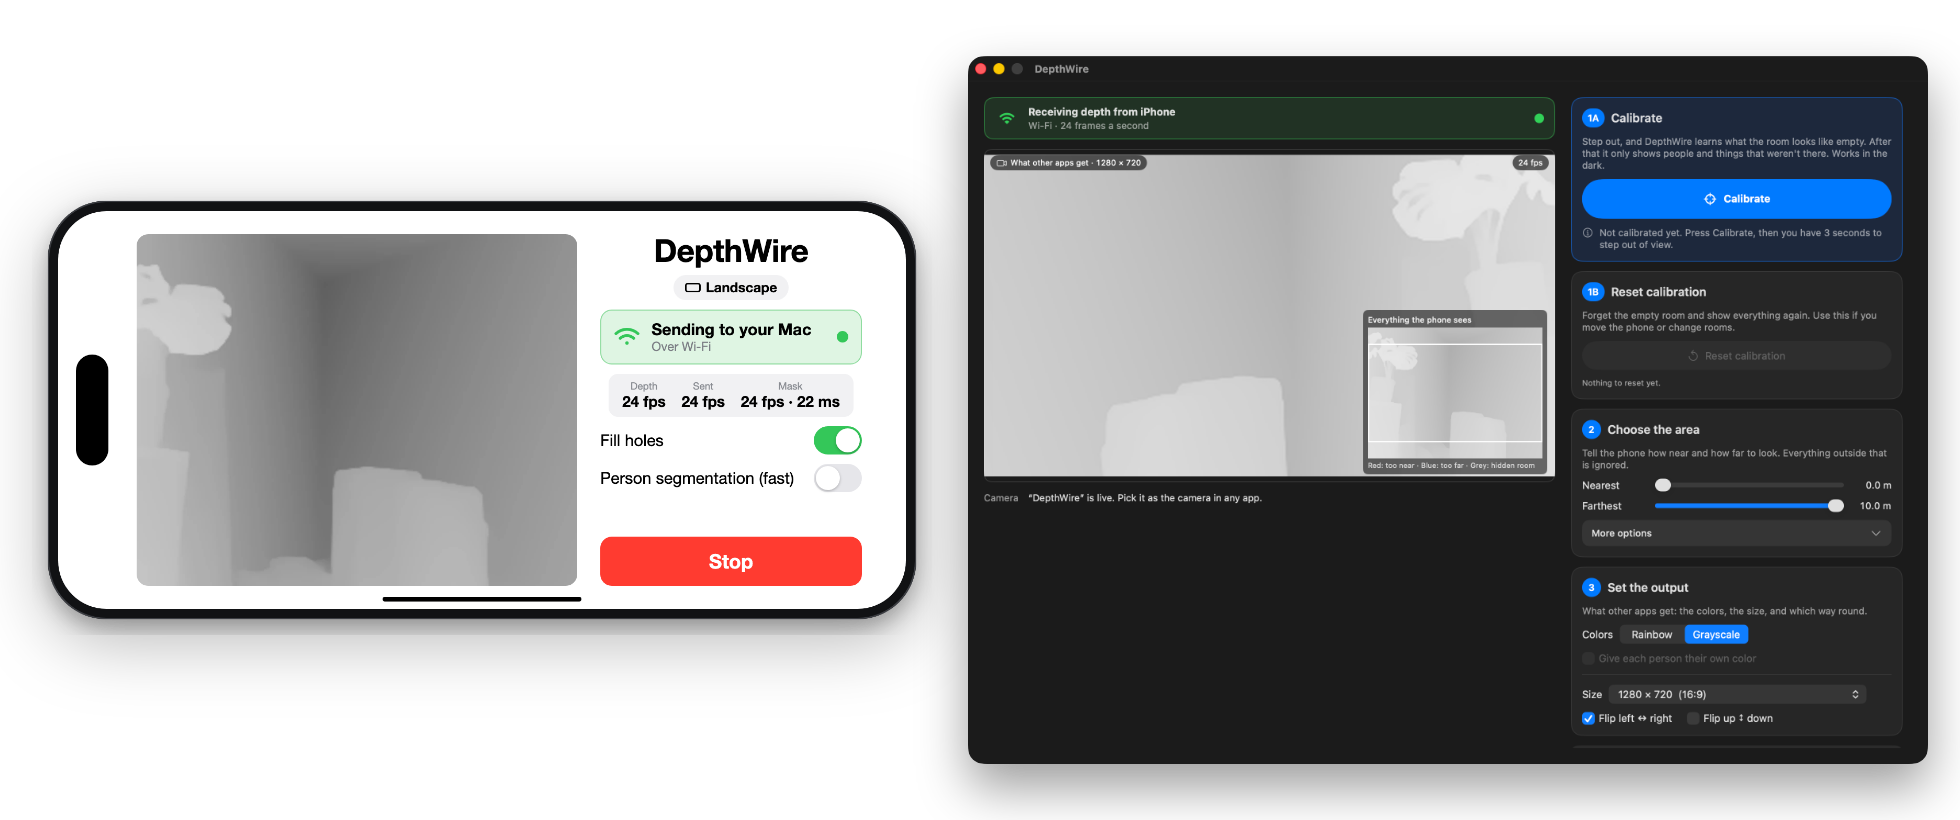 DepthWire
Landscape
Sending to your Mac
Over Wi-Fi
Depth Sent Mask
24 fps 24 fps 24 fps · 22 ms
Fill holes
Person segmentation (fast)
Stop
DepthWire
Receiving depth from iPhone
Wi-Fi · 24 frames a second
What other apps get · 1280 × 720
24 fps
Everything the phone sees
Red: too near · Blue: too far · Grey: hidden room
Camera “DepthWire” is live. Pick it as the camera in any app.
1A Calibrate
Step out, and DepthWire learns what the room looks like empty. After
that it only shows people and things that weren't there. Works in the
dark.
Calibrate
Not calibrated yet. Press Calibrate, then you have 3 seconds to
step out of view.
1B Reset calibration
Forget the empty room and show everything again. Use this if you
move the phone or change rooms.
Reset calibration
Nothing to reset yet.
2 Choose the area
Tell the phone how near and how far to look. Everything outside that
is ignored.
Nearest 0.0 m
Farthest 10.0 m
More options
3 Set the output
What other apps get: the colors, the size, and which way round.
Colors Rainbow Grayscale
Give each person their own color
Size 1280 × 720 (16:9)
Flip left ↔ right Flip up ↕ down